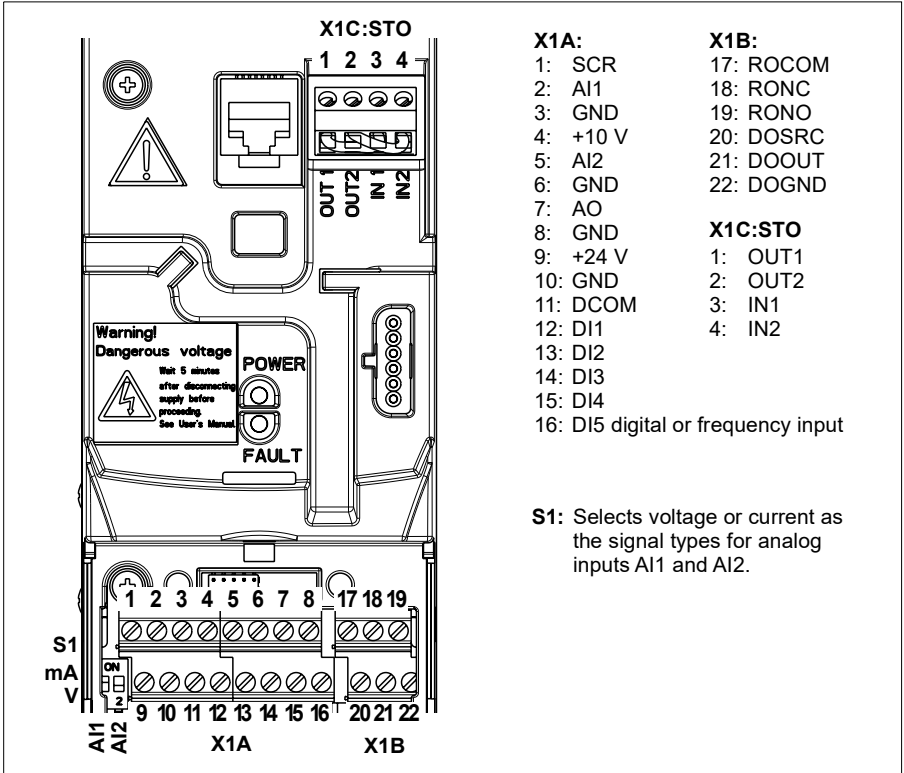 X1C:STO
1 2 3 4
OUT 1
OUT2
IN 1
IN2
Warning!
Dangerous voltage
Wait 5 minutes
after disconnecting
supply before
proceeding.
See User's Manual.
POWER
FAULT
1 2 3 4 5 6 7 8 17 18 19
S1
mA
V
ON
2
9 10 11 12 13 14 15 16 20 21 22
AI1
AI2
X1A
X1B
X1A:
1: SCR
2: AI1
3: GND
4: +10 V
5: AI2
6: GND
7: AO
8: GND
9: +24 V
10: GND
11: DCOM
12: DI1
13: DI2
14: DI3
15: DI4
16: DI5 digital or frequency input
X1B:
17: ROCOM
18: RONC
19: RONO
20: DOSRC
21: DOOUT
22: DOGND
X1C:STO
1: OUT1
2: OUT2
3: IN1
4: IN2
S1: Selects voltage or current as
the signal types for analog
inputs AI1 and AI2.